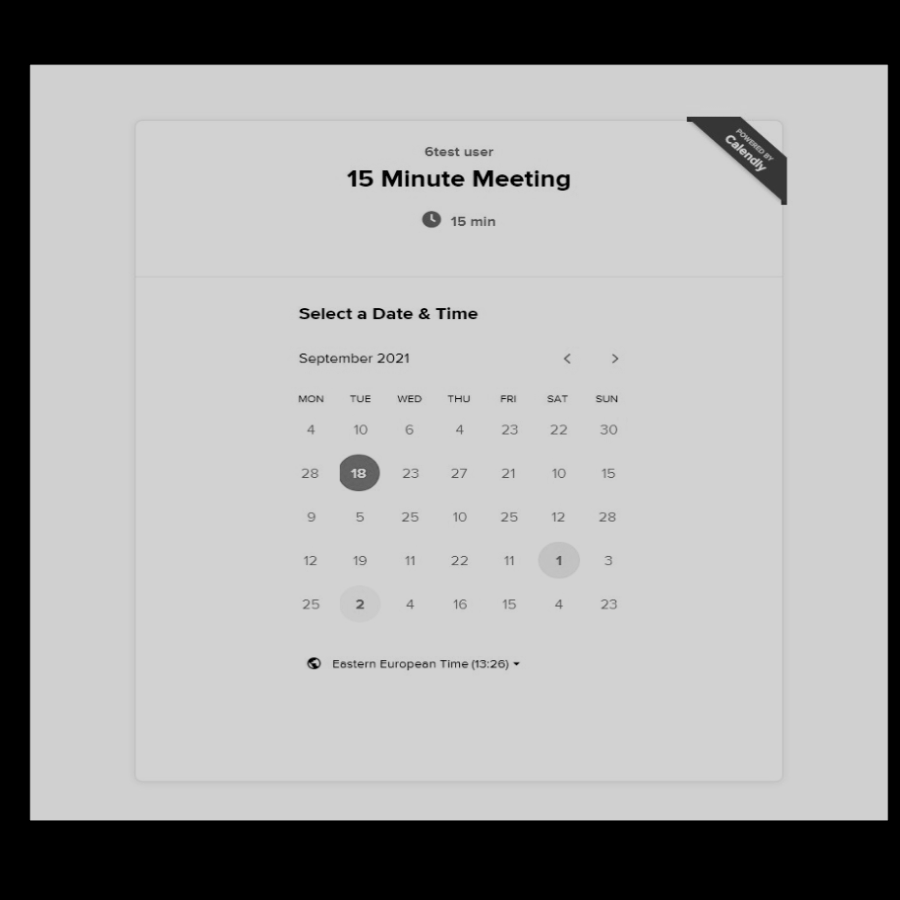 POWERED BY
Calendly
6test user
15 Minute Meeting
15 min
Select a Date & Time
September 2021
MON TUE WED THU FRI SAT SUN
4 10 6 4 23 22 30
28 18 23 27 21 10 15
9 5 25 10 25 12 28
12 19 11 22 11 1 3
25 2 4 16 15 4 23
Eastern European Time (13:26)